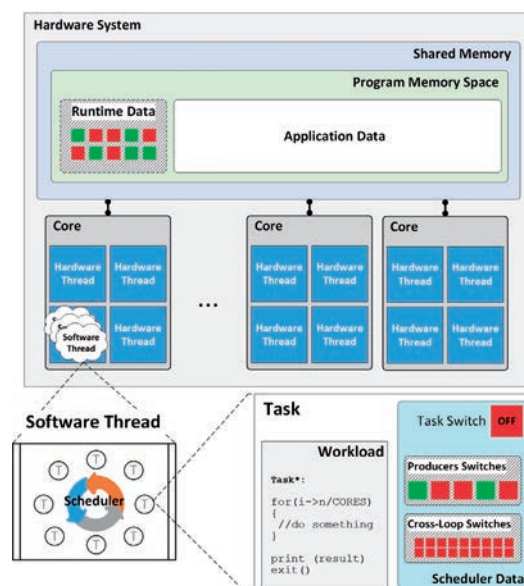 Hardware System
Shared Memory
Program Memory Space
Runtime Data
Application Data
Core
Core
Core
Hardware Thread
Hardware Thread
Hardware Thread
Hardware Thread
Hardware Thread
Hardware Thread
Software Thread
Hardware Thread
...
Hardware Thread
Hardware Thread
Hardware Thread
Hardware Thread
Software Thread
Scheduler
T
T
T
T
T
T
T
T
Task
Workload
Task*:
for(i->n/CORES)
{
//do something
}
print (result)
exit()
Task Switch
OFF
Producers Switches
Cross-Loop Switches
Scheduler Data